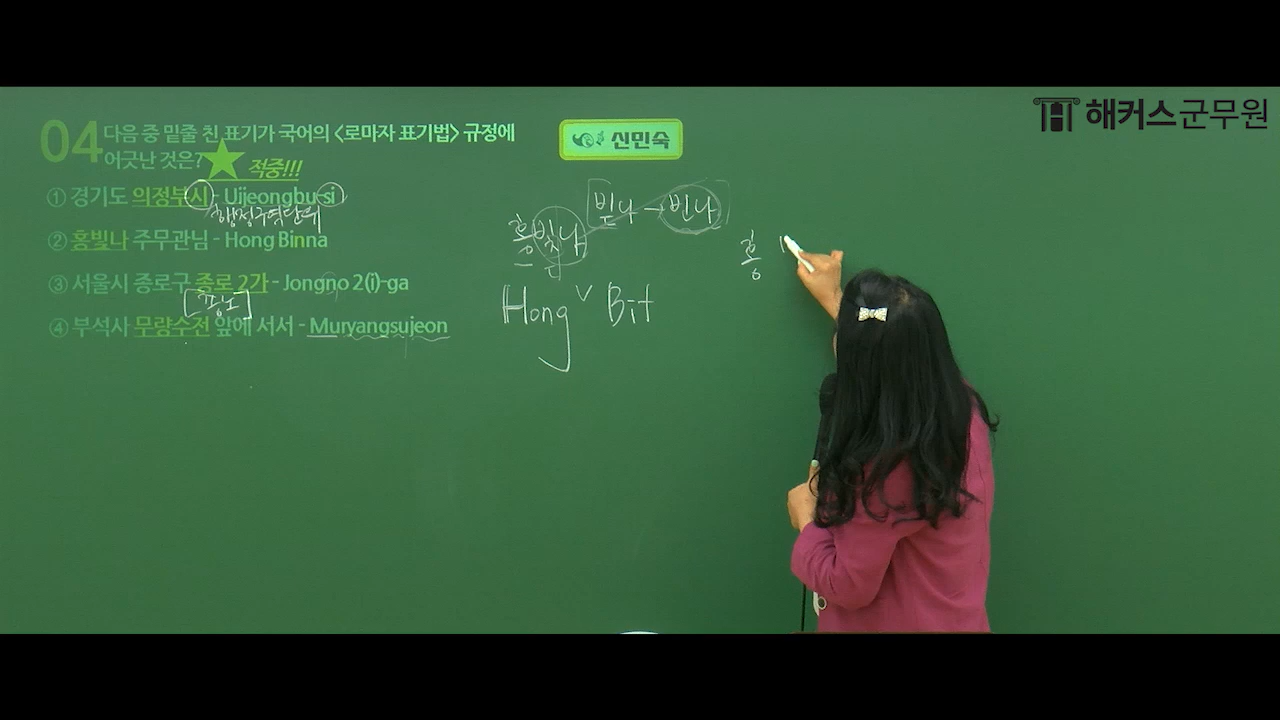 해커스군무원
04 다음 중 밑줄 친 표기가 국어의 <로마자 표기법> 규정에
어긋난 것은? 적중!!!
신민숙
① 경기도 의정부시 - Uijeongbu-si
행정구역단위
② 홍빛나 주무관님 - Hong Binna
③ 서울시 종로구 종로 2가 - Jongno 2(i)-ga
[종노]
④ 부석사 무량수전 앞에 서서 - Muryangsujeon
빋나→빈나
홍빛나
ㄷ
Hong ∨ Bit
홍